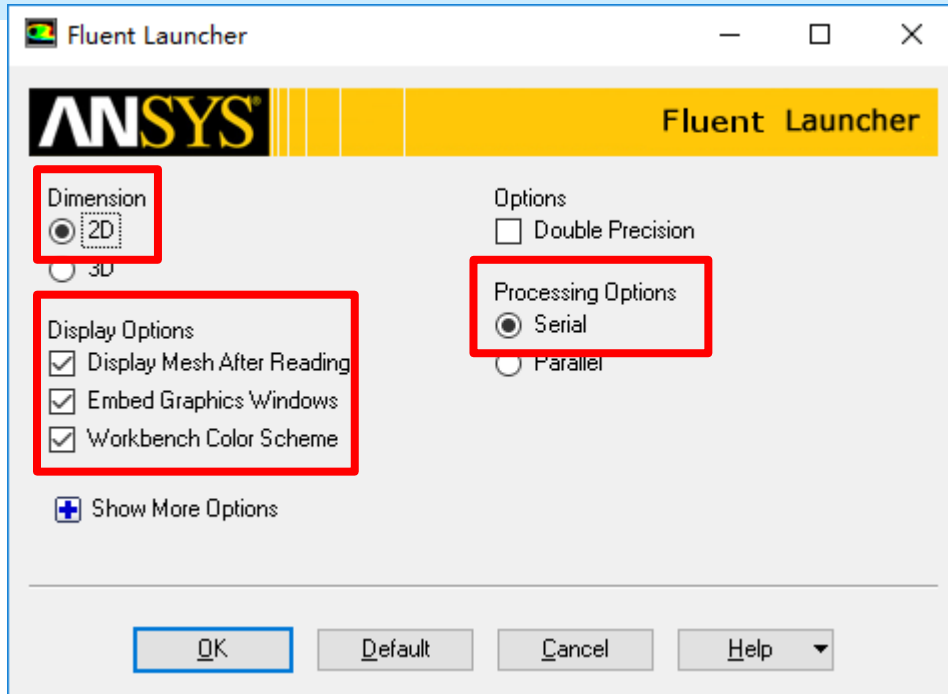 Fluent Launcher
ANSYS®
Fluent Launcher
Dimension
2D
3D
Display Options
Display Mesh After Reading
Embed Graphics Windows
Workbench Color Scheme
Show More Options
Options
Double Precision
Processing Options
Serial
Parallel
OK
Default
Cancel
Help